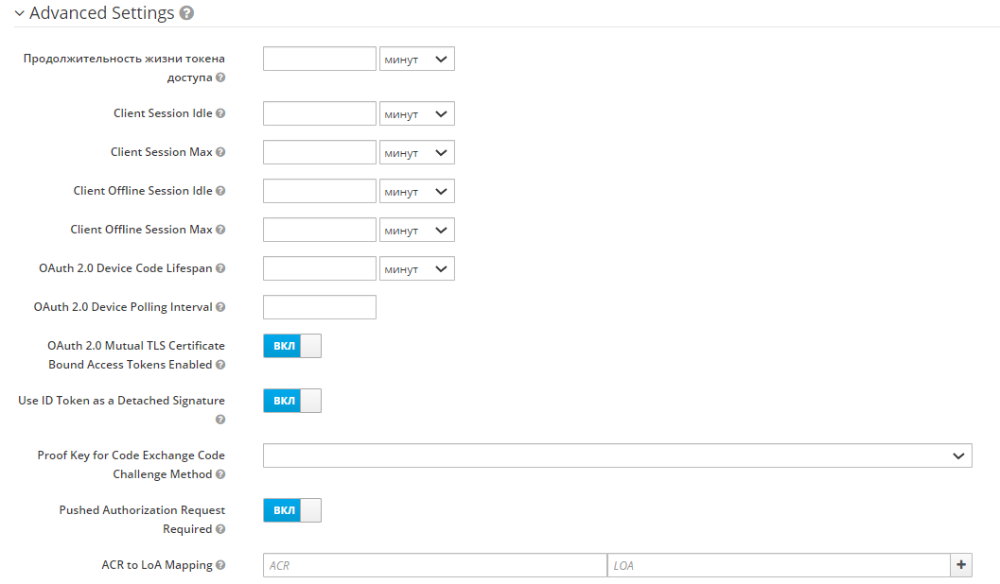 Advanced Settings
Продолжительность жизни токена
доступа
минут
Client Session Idle
минут
Client Session Max
минут
Client Offline Session Idle
минут
Client Offline Session Max
минут
OAuth 2.0 Device Code Lifespan
минут
OAuth 2.0 Device Polling Interval
OAuth 2.0 Mutual TLS Certificate
Bound Access Tokens Enabled
ВКЛ
Use ID Token as a Detached Signature
ВКЛ
Proof Key for Code Exchange Code
Challenge Method
Pushed Authorization Request
Required
ВКЛ
ACR to LoA Mapping
ACR
LOA